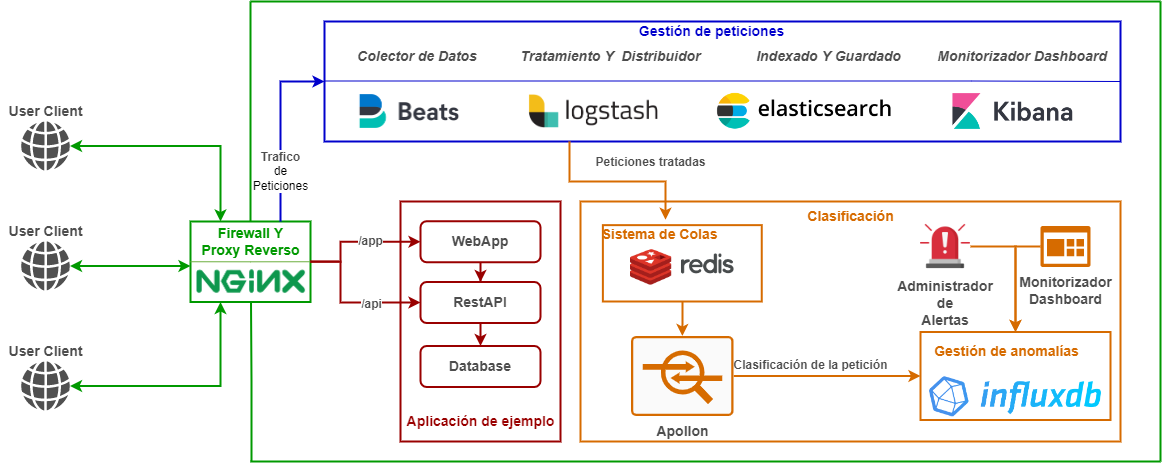 Gestión de peticiones
Colector de Datos
Tratamiento Y Distribuidor
Indexado Y Guardado
Monitorizador Dashboard
Beats
logstash
elasticsearch
Kibana
User Client
User Client
User Client
Trafico
de
Peticiones
Peticiones tratadas
Firewall Y
Proxy Reverso
NGINX
/app
/api
WebApp
RestAPI
Database
Aplicación de ejemplo
Clasificación
Sistema de Colas
redis
Apollon
Clasificación de la petición
Administrador
de
Alertas
Monitorizador
Dashboard
Gestión de anomalías
influxdb